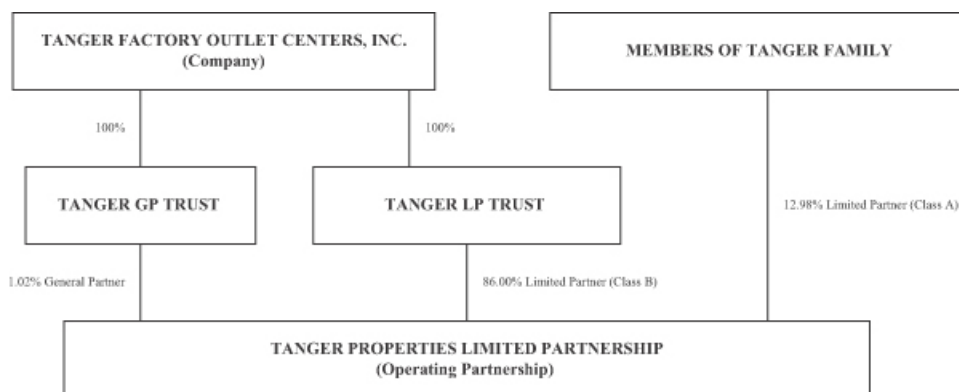 TANGER FACTORY OUTLET CENTERS, INC.
(Company)
MEMBERS OF TANGER FAMILY
100%
100%
TANGER GP TRUST
TANGER LP TRUST
12.98% Limited Partner (Class A)
1.02% General Partner
86.00% Limited Partner (Class B)
TANGER PROPERTIES LIMITED PARTNERSHIP
(Operating Partnership)